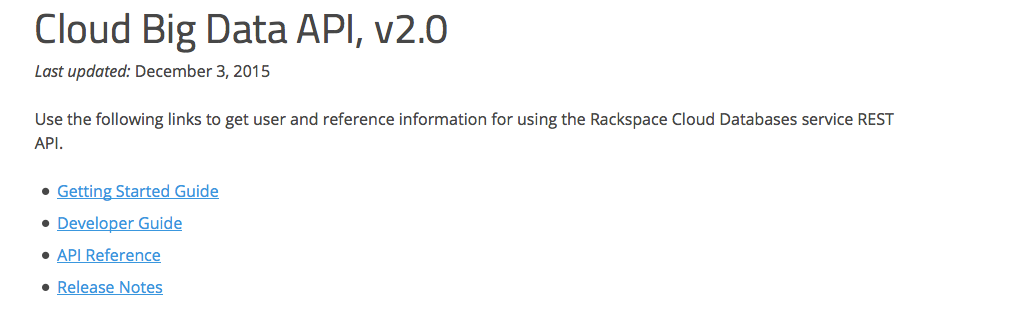 Cloud Big Data API, v2.0
Last updated: December 3, 2015
Use the following links to get user and reference information for using the Rackspace Cloud Databases service REST
API.
• Getting Started Guide
• Developer Guide
• API Reference
• Release Notes